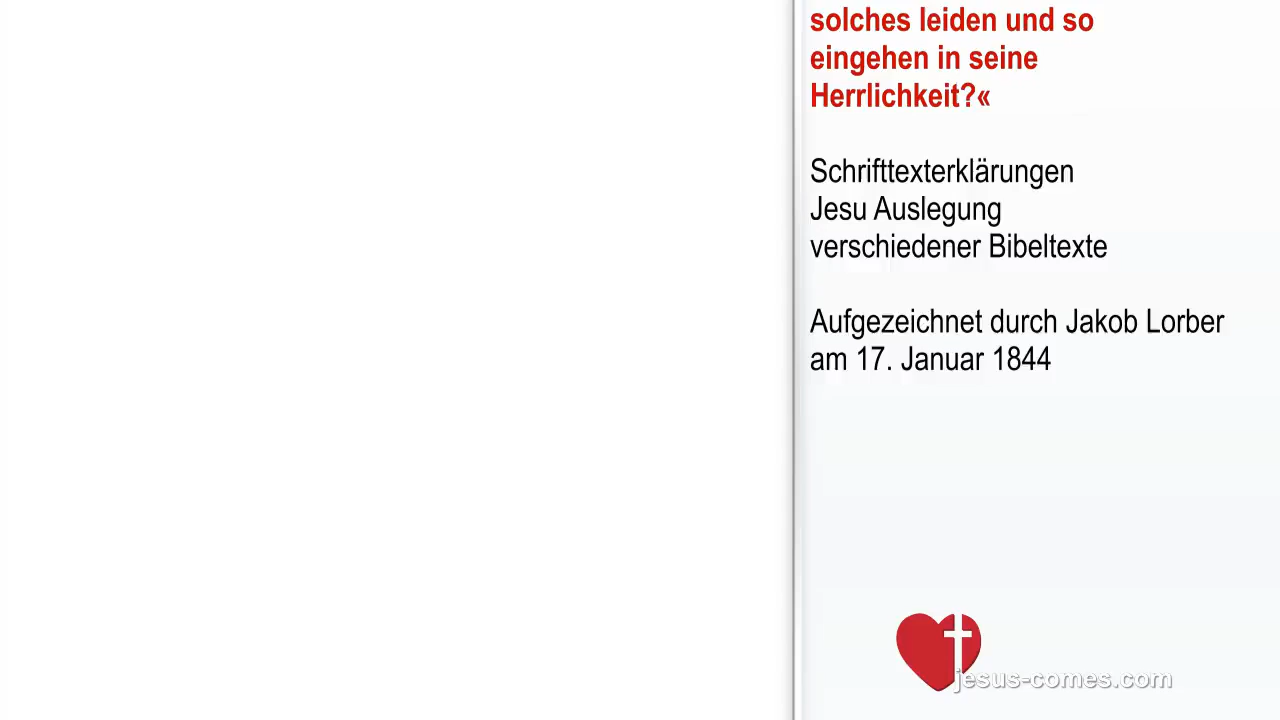 solches leiden und so
eingehen in seine
Herrlichkeit?«
Schrifttexterklärungen
Jesu Auslegung
verschiedener Bibeltexte
Aufgezeichnet durch Jakob Lorber
am 17. Januar 1844
jesus-comes.com